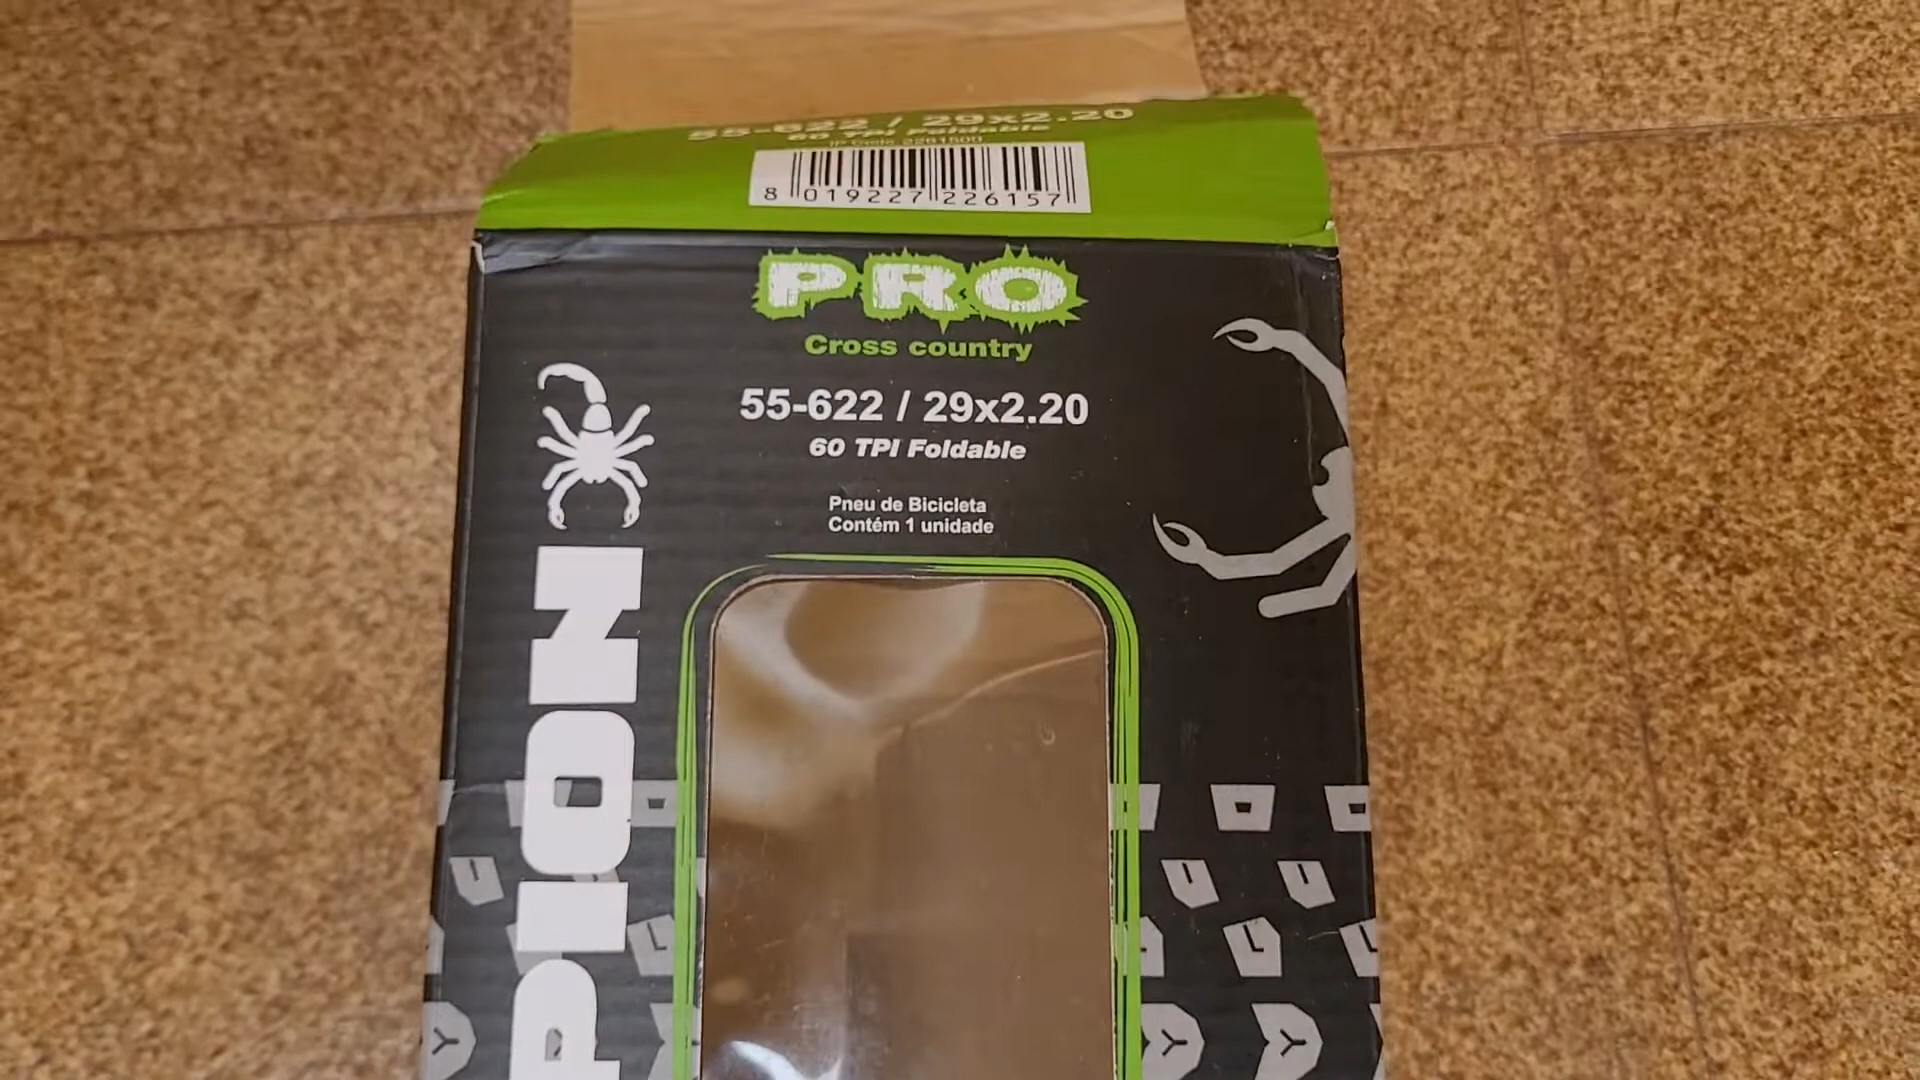 55-622 / 29x2.20
60 TPI Foldable
8 019227 226157
PRO
Cross country
55-622 / 29x2.20
60 TPI Foldable
Pneu de Bicicleta
Contém 1 unidade
PION